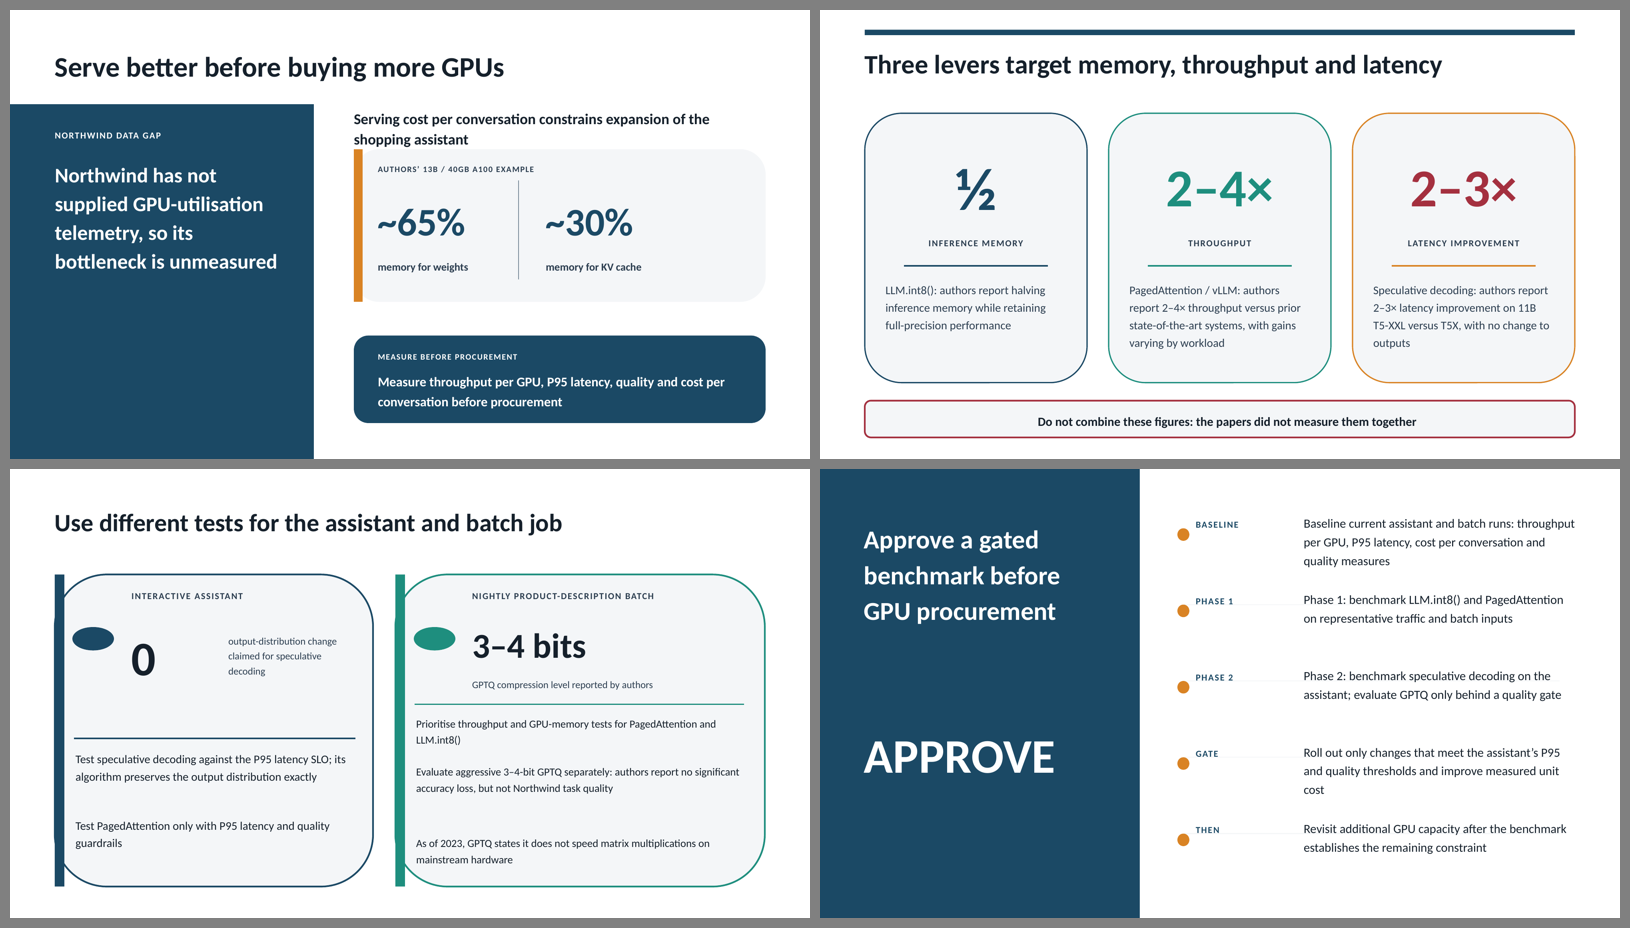 Serve better before buying more GPUs
NORTHWIND DATA GAP
Northwind has not
supplied GPU-utilisation
telemetry, so its
bottleneck is unmeasured
Serving cost per conversation constrains expansion of the
shopping assistant
AUTHORS' 13B / 40GB A100 EXAMPLE
~65%
memory for weights
~30%
memory for KV cache
MEASURE BEFORE PROCUREMENT
Measure throughput per GPU, P95 latency, quality and cost per
conversation before procurement
Three levers target memory, throughput and latency
½
INFERENCE MEMORY
LLM.int8(): authors report halving
inference memory while retaining
full-precision performance
2–4×
THROUGHPUT
PagedAttention / vLLM: authors
report 2–4× throughput versus prior
state-of-the-art systems, with gains
varying by workload
2–3×
LATENCY IMPROVEMENT
Speculative decoding: authors report
2–3× latency improvement on 11B
T5-XXL versus T5X, with no change to
outputs
Do not combine these figures: the papers did not measure them together
Use different tests for the assistant and batch job
INTERACTIVE ASSISTANT
0
output-distribution change
claimed for speculative
decoding
Test speculative decoding against the P95 latency SLO; its
algorithm preserves the output distribution exactly
Test PagedAttention only with P95 latency and quality
guardrails
NIGHTLY PRODUCT-DESCRIPTION BATCH
3–4 bits
GPTQ compression level reported by authors
Prioritise throughput and GPU-memory tests for PagedAttention and
LLM.int8()
Evaluate aggressive 3–4-bit GPTQ separately: authors report no significant
accuracy loss, but not Northwind task quality
As of 2023, GPTQ states it does not speed matrix multiplications on
mainstream hardware
Approve a gated
benchmark before
GPU procurement
APPROVE
BASELINE
Baseline current assistant and batch runs: throughput
per GPU, P95 latency, cost per conversation and
quality measures
PHASE 1
Phase 1: benchmark LLM.int8() and PagedAttention
on representative traffic and batch inputs
PHASE 2
Phase 2: benchmark speculative decoding on the
assistant; evaluate GPTQ only behind a quality gate
GATE
Roll out only changes that meet the assistant's P95
and quality thresholds and improve measured unit
cost
THEN
Revisit additional GPU capacity after the benchmark
establishes the remaining constraint